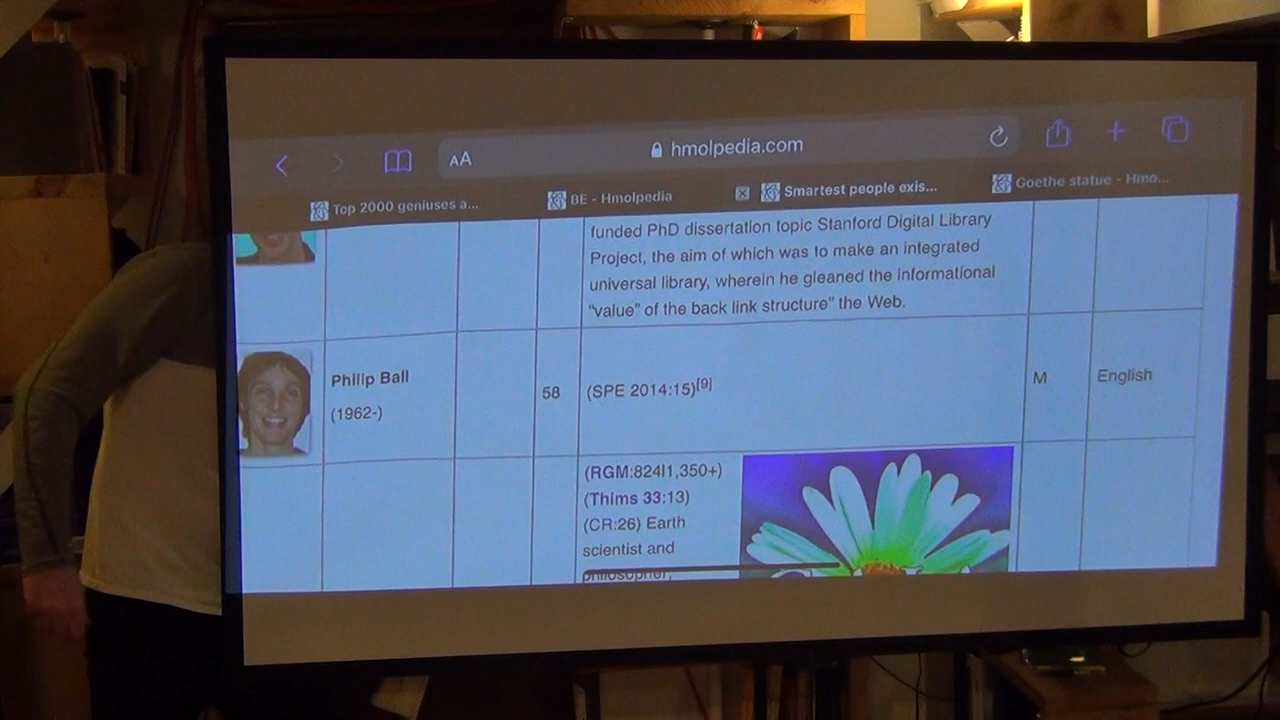 AA
hmolpedia.com
Top 2000 geniuses a...
BE - Hmolpedia
Smartest people exis...
Goethe statue - Hmo...
funded PhD dissertation topic Stanford Digital Library
Project, the aim of which was to make an integrated
universal library, wherein he gleaned the informational
“value” of the back link structure” the Web.
Philip Ball
(1962-)
58
(SPE 2014:15)[9]
M
English
(RGM:824|1,350+)
(Thims 33:13)
(CR:26) Earth
scientist and
philosopher,